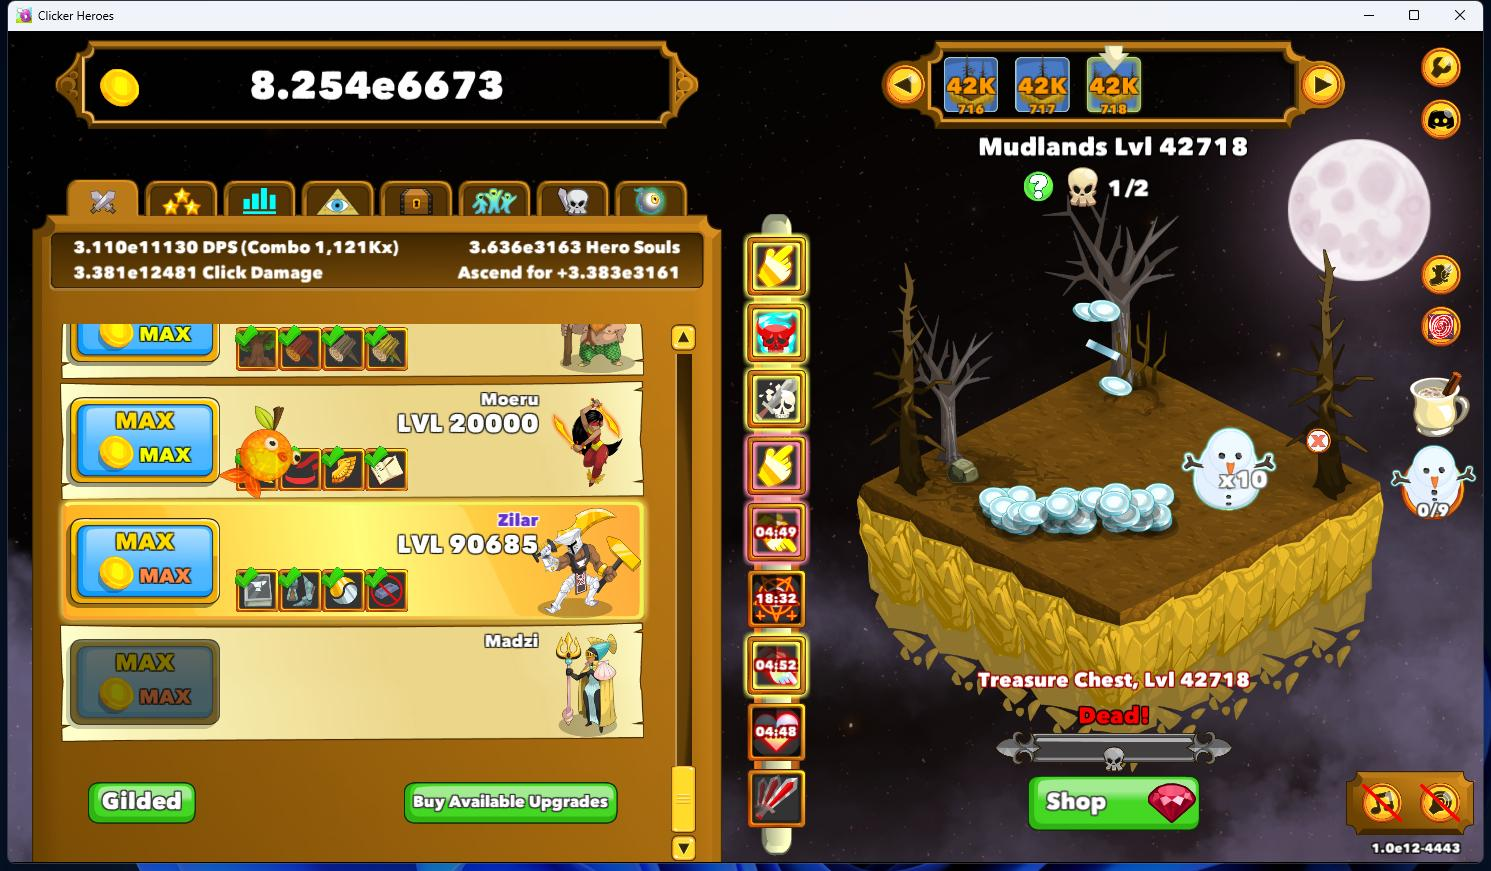 Clicker Heroes
8.254e6673
42K
716
42K
717
42K
718
Mudlands Lvl 42718
1/2
3.110e11130 DPS (Combo 1,121Kx)
3.636e3163 Hero Souls
3.381e12481 Click Damage
Ascend for +3.383e3161
MAX
MAX
MAX
Moeru
LVL 20000
MAX
MAX
Zilar
LVL 90685
MAX
MAX
Madzi
Gilded
Buy Available Upgrades
04:49
18:32
04:52
04:48
x10
0/9
Treasure Chest, Lvl 42718
Dead!
Shop
1.0e12-4443